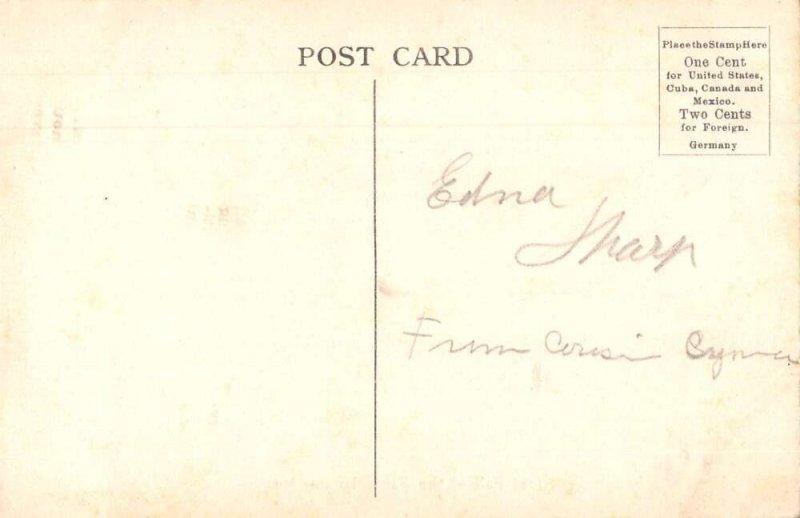 POST CARD
Place the Stamp Here
One Cent
for United States,
Cuba, Canada and
Mexico.
Two Cents
for Foreign.
Germany
Edna
Sharp
From Cousin